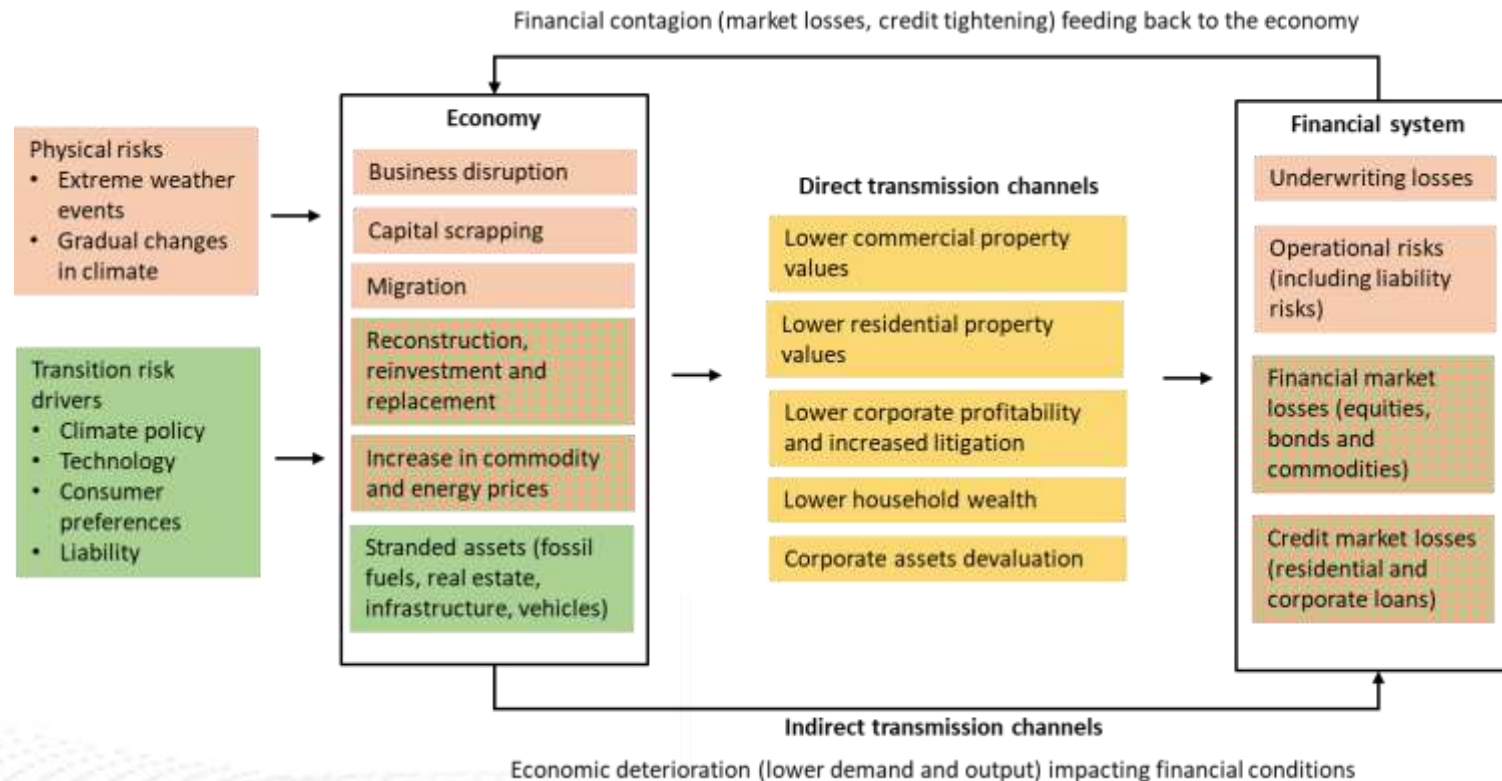 Financial contagion (market losses, credit tightening) feeding back to the economy
Physical risks
• Extreme weather
events
• Gradual changes
in climate
Transition risk
drivers
• Climate policy
• Technology
• Consumer
preferences
• Liability
Economy
Business disruption
Capital scrapping
Migration
Reconstruction,
reinvestment and
replacement
Increase in commodity
and energy prices
Stranded assets (fossil
fuels, real estate,
infrastructure, vehicles)
Direct transmission channels
Lower commercial property
values
Lower residential property
values
Lower corporate profitability
and increased litigation
Lower household wealth
Corporate assets devaluation
Financial system
Underwriting losses
Operational risks
(including liability
risks)
Financial market
losses (equities,
bonds and
commodities)
Credit market losses
(residential and
corporate loans)
Indirect transmission channels
Economic deterioration (lower demand and output) impacting financial conditions